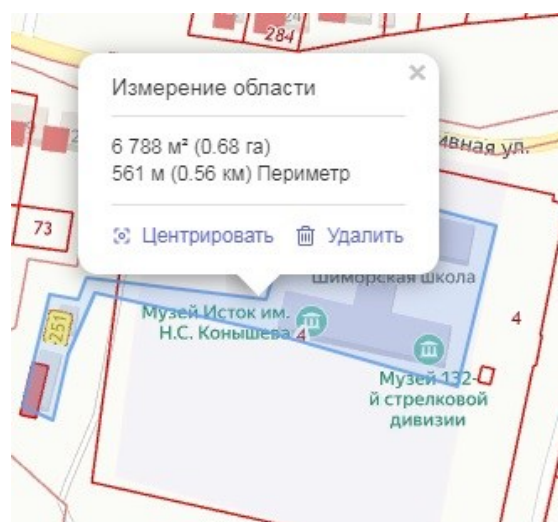 284
Измерение области
6 788 м² (0.68 га)
561 м (0.56 км) Периметр
Центрировать Удалить
ивная ул.
73
Шиморская школа
251
Музей Исток им.
Н.С. Конышева
4
4
Музей 132-
й стрелковой
дивизии